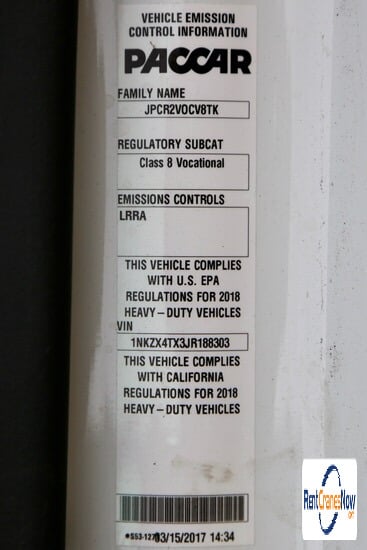 VEHICLE EMISSION
CONTROL INFORMATION
PACCAR
FAMILY NAME
JPCR2VOCV8TK
REGULATORY SUBCAT
Class 8 Vocational
EMISSIONS CONTROLS
LRRA
THIS VEHICLE COMPLIES
WITH U.S. EPA
REGULATIONS FOR 2018
HEAVY-DUTY VEHICLES
VIN
1NKZX4TX3JR188303
THIS VEHICLE COMPLIES
WITH CALIFORNIA
REGULATIONS FOR 2018
HEAVY-DUTY VEHICLES
03/15/2017 14:34
RentCranesNow